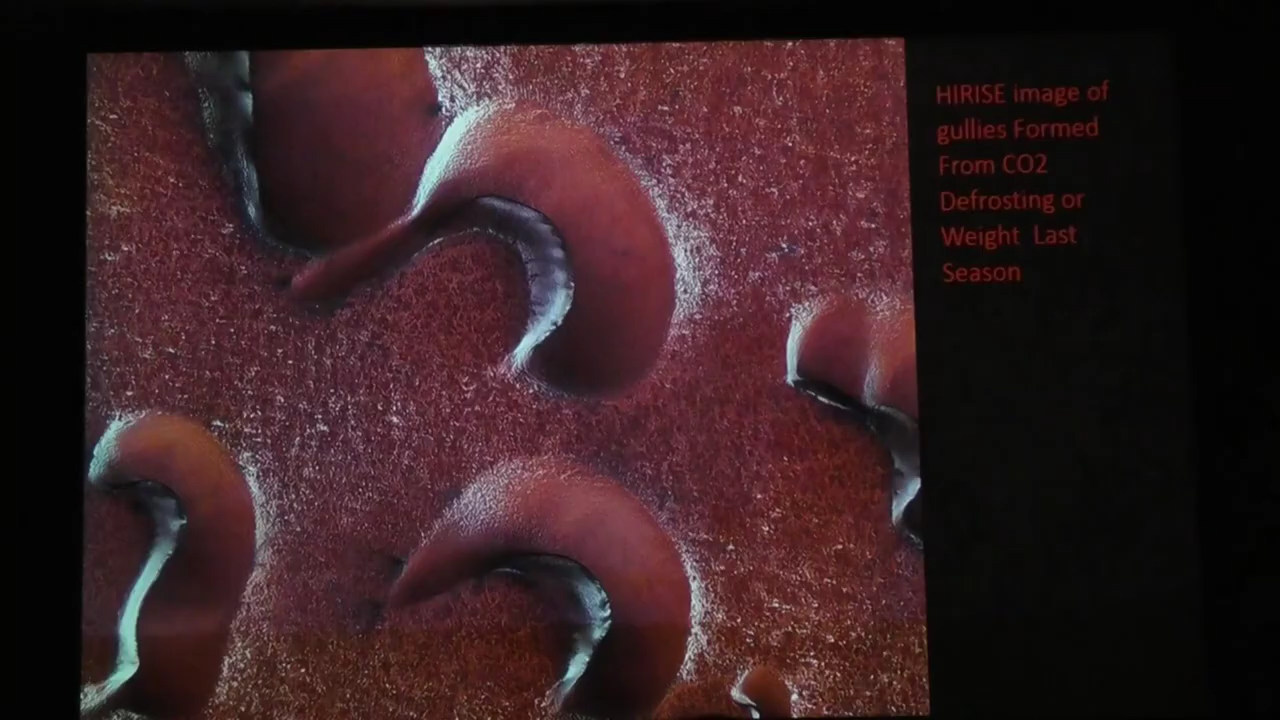 HIRISE image of
gullies Formed
From CO2
Defrosting or
Weight Last
Season